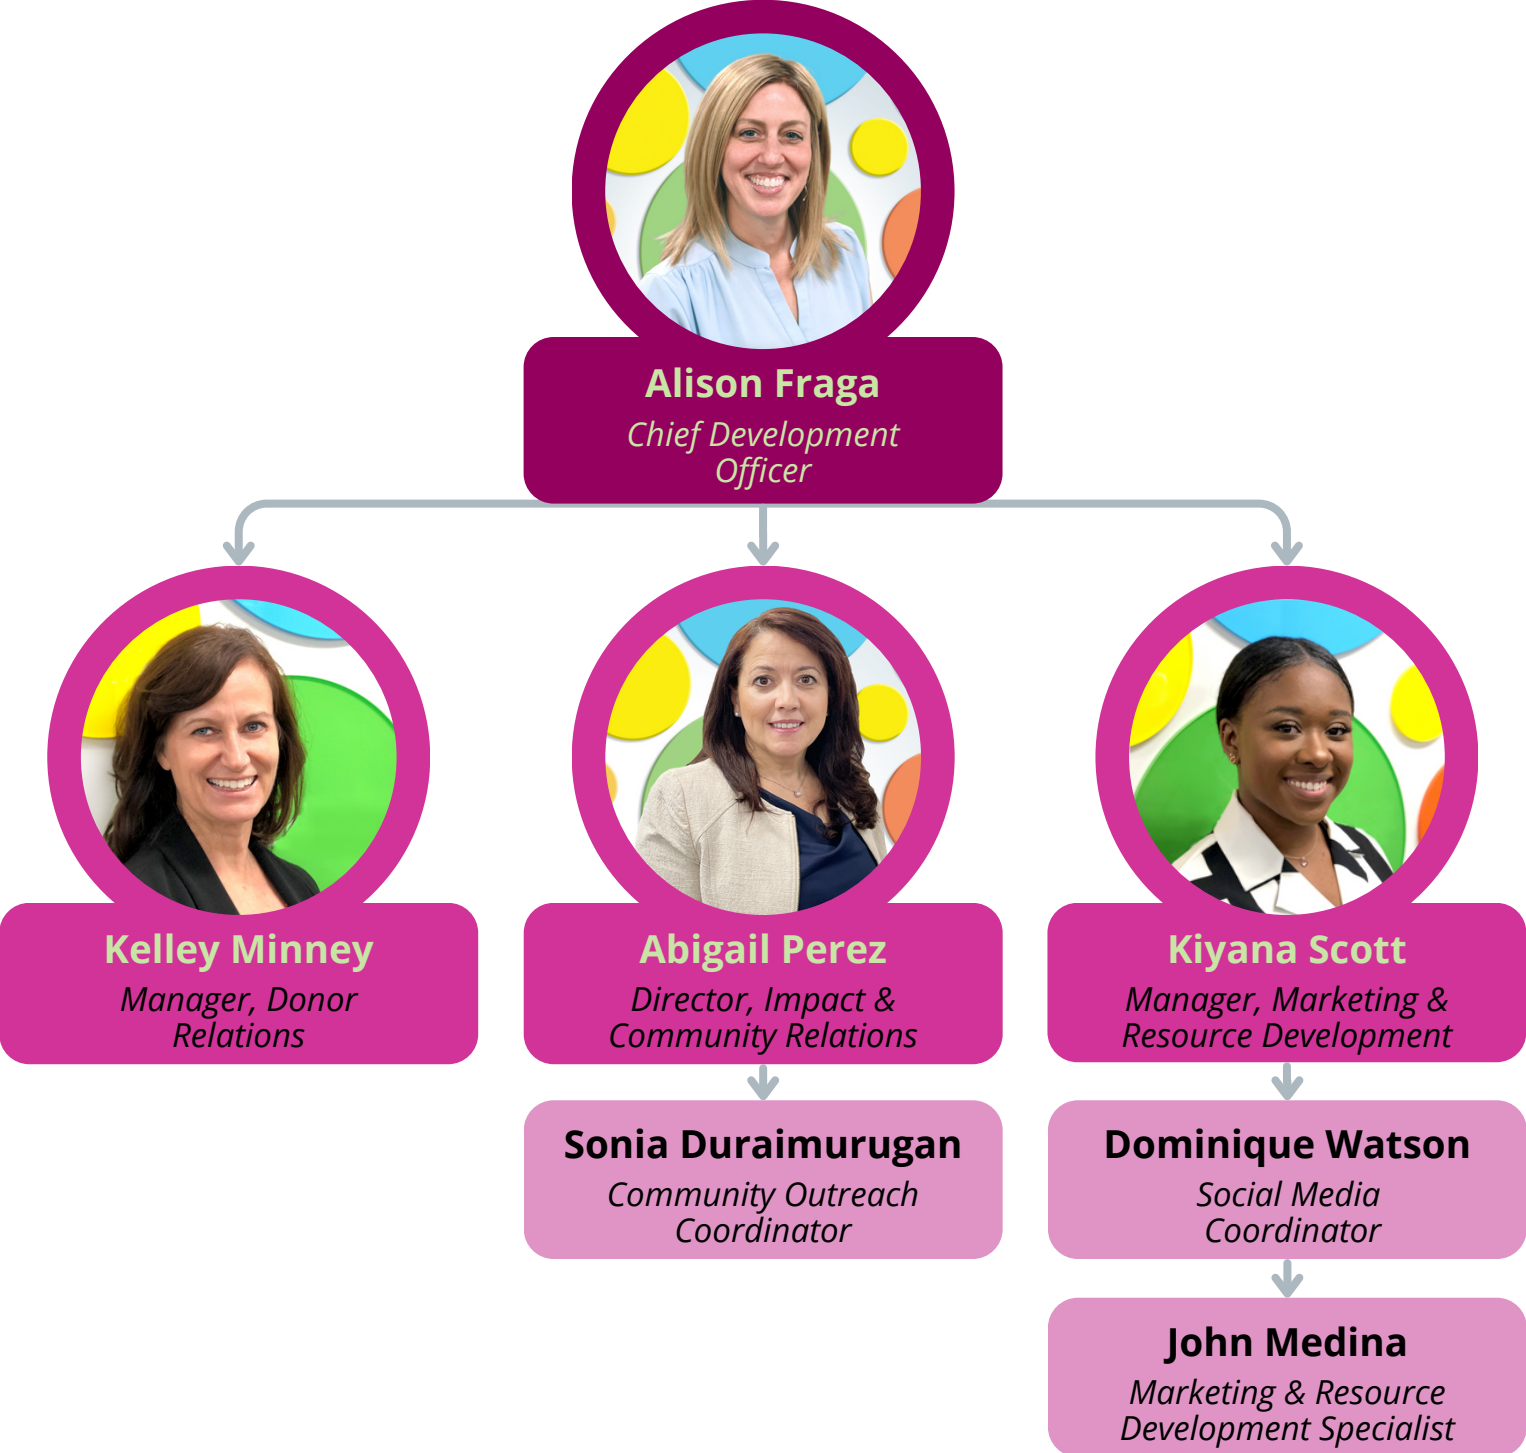 Alison Fraga
Chief Development
Officer
Kelley Minney
Manager, Donor
Relations
Abigail Perez
Director, Impact &
Community Relations
Kiyana Scott
Manager, Marketing &
Resource Development
Sonia Duraimurugan
Community Outreach
Coordinator
Dominique Watson
Social Media
Coordinator
John Medina
Marketing & Resource
Development Specialist